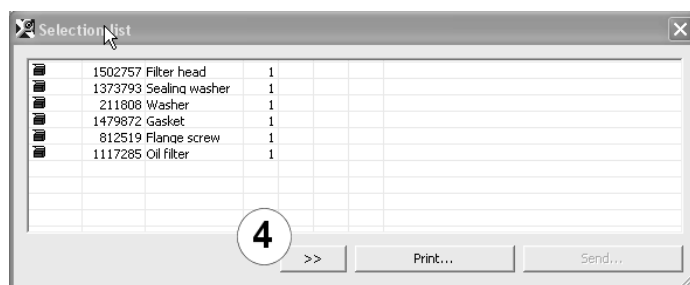 Selection list
1502757 Filter head 1
1373793 Sealing washer 1
211808 Washer 1
1479872 Gasket 1
812519 Flange screw 1
1117285 Oil filter 1
4
>> Print... Send...